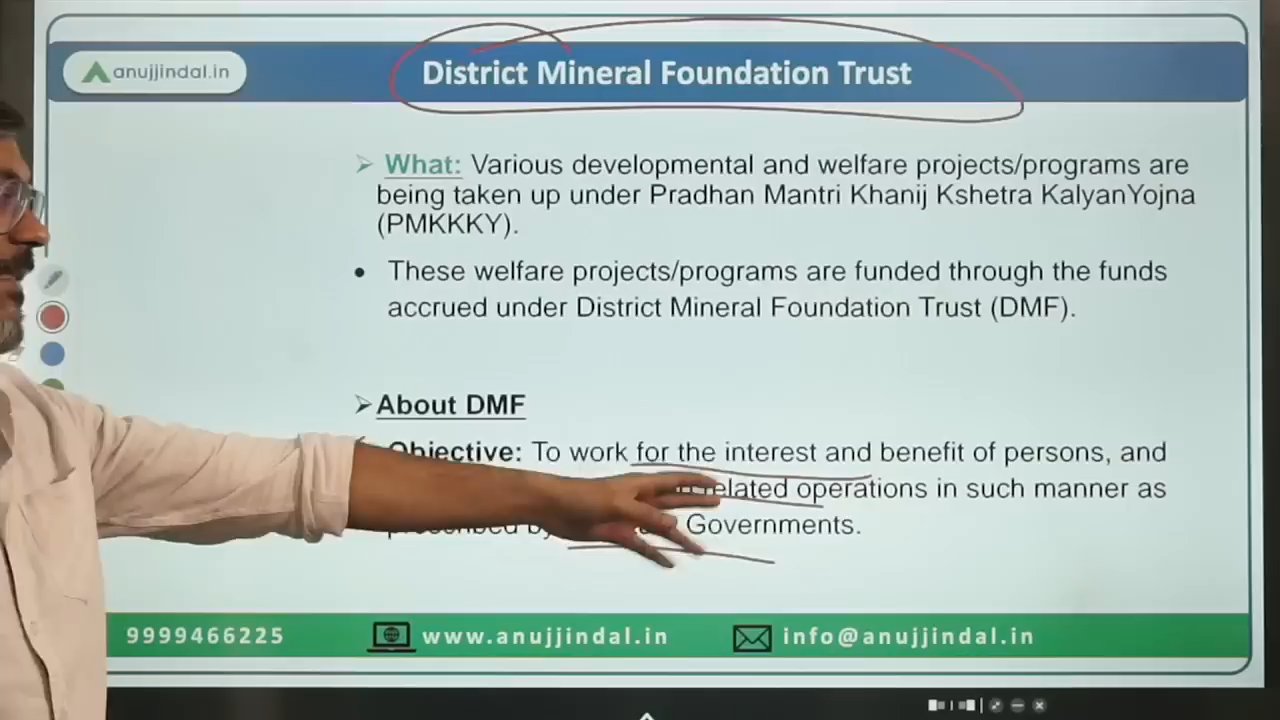 anujjindal.in
District Mineral Foundation Trust
What: Various developmental and welfare projects/programs are
being taken up under Pradhan Mantri Khanij Kshetra KalyanYojna
(PMKKKY).
These welfare projects/programs are funded through the funds
accrued under District Mineral Foundation Trust (DMF).
About DMF
Objective: To work for the interest and benefit of persons, and
related operations in such manner as
prescribed by Governments.
9999466225
www.anujjindal.in
info@anujjindal.in